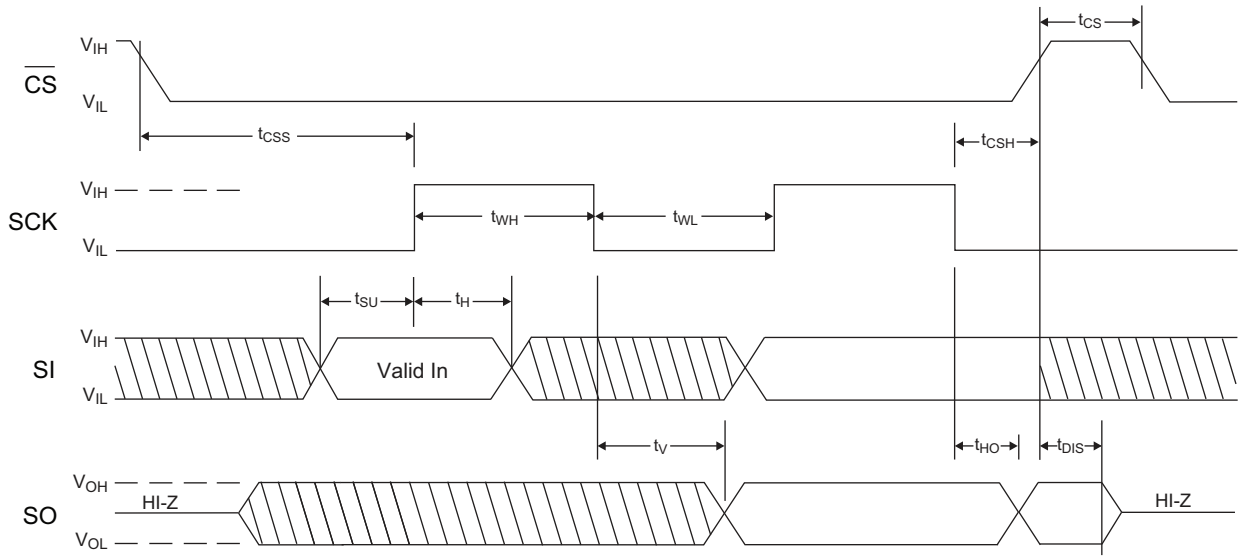 tCS
VIH
CS
VIL
tCSS
tCSH
VIH
SCK
tWH
tWL
VIL
tSU
tH
VIH
SI
Valid In
VIL
tV
tHO
tDIS
VOH
HI-Z
HI-Z
SO
VOL